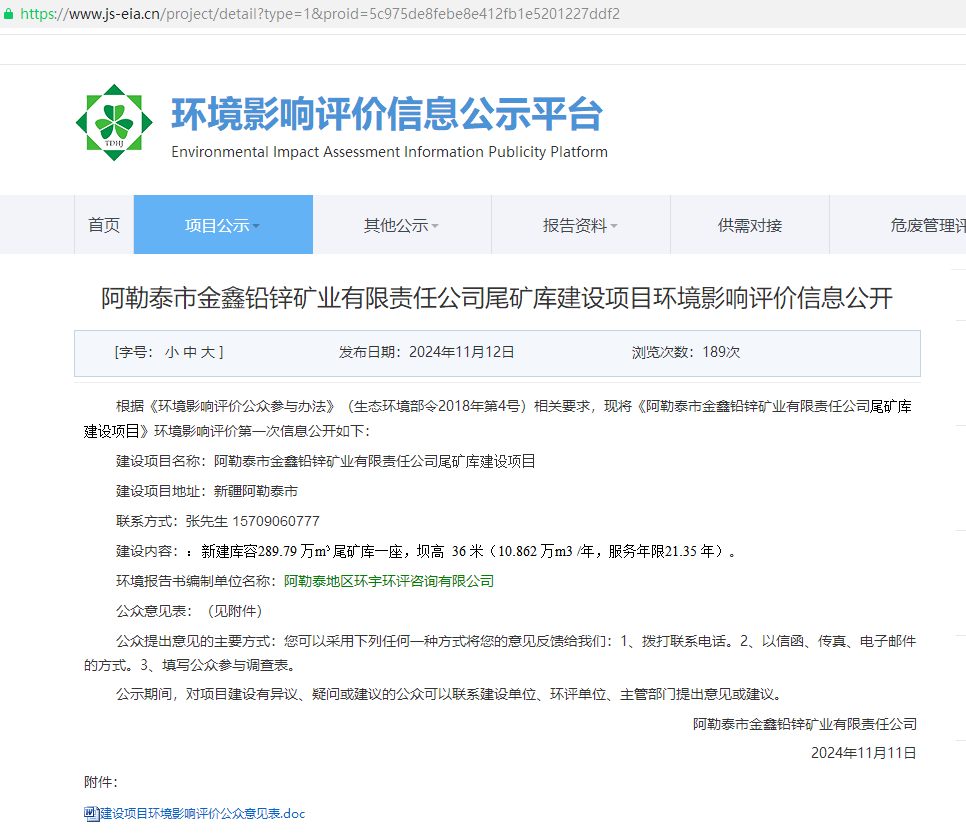 https://www.js-eia.cn/project/detail?type=1&proid=5c975de8febe8e412fb1e5201227ddf2
环境影响评价信息公示平台
TDHJ
Environmental Impact Assessment Information Publicity Platform
首页 项目公示 其他公示 报告资料 供需对接 危废管理评
阿勒泰市金鑫铅锌矿业有限责任公司尾矿库建设项目环境影响评价信息公开
[字号: 小 中 大 ] 发布日期：2024年11月12日 浏览次数：189次
根据《环境影响评价公众参与办法》（生态环境部令2018年第4号）相关要求，现将《阿勒泰市金鑫铅锌矿业有限责任公司尾矿库
建设项目》环境影响评价第一次信息公开如下：
建设项目名称：阿勒泰市金鑫铅锌矿业有限责任公司尾矿库建设项目
建设项目地址：新疆阿勒泰市
联系方式：张先生 15709060777
建设内容：：新建库容289.79 万m³ 尾矿库一座，坝高 36 米（10.862 万m3 /年，服务年限21.35 年）。
环境报告书编制单位名称：阿勒泰地区环宇环评咨询有限公司
公众意见表：（见附件）
公众提出意见的主要方式：您可以采用下列任何一种方式将您的意见反馈给我们：1、拨打联系电话。2、以信函、传真、电子邮件
的方式。3、填写公众参与调查表。
公示期间，对项目建设有异议、疑问或建议的公众可以联系建设单位、环评单位、主管部门提出意见或建议。
阿勒泰市金鑫铅锌矿业有限责任公司
2024年11月11日
附件：
建设项目环境影响评价公众意见表.doc